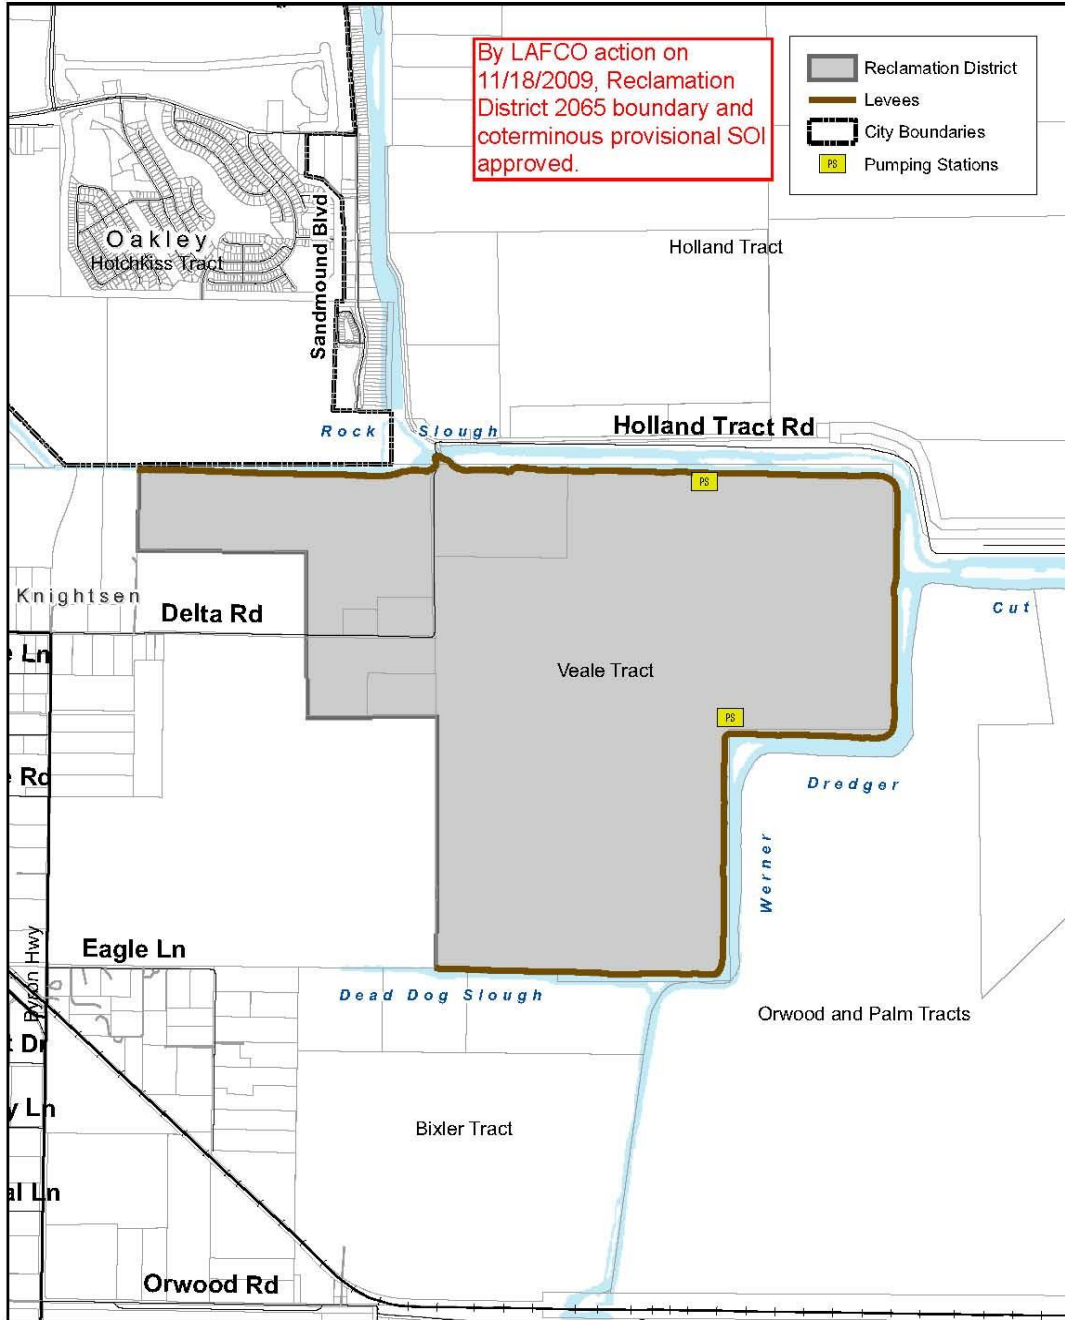 By LAFCO action on
11/18/2009, Reclamation
District 2065 boundary and
coterminous provisional SOI
approved.
Reclamation District
Levees
City Boundaries
PS
Pumping Stations
Oakley
Hotchkiss Tract
Sandmound Blvd
Holland Tract
Rock Slough
Holland Tract Rd
PS
Knightsen
Delta Rd
Cut
e Ln
Veale Tract
PS
e Rd
Dredger
Werner
Eagle Ln
Byron Hwy
Dead Dog Slough
Orwood and Palm Tracts
t Dr
y Ln
Bixler Tract
al Ln
Orwood Rd